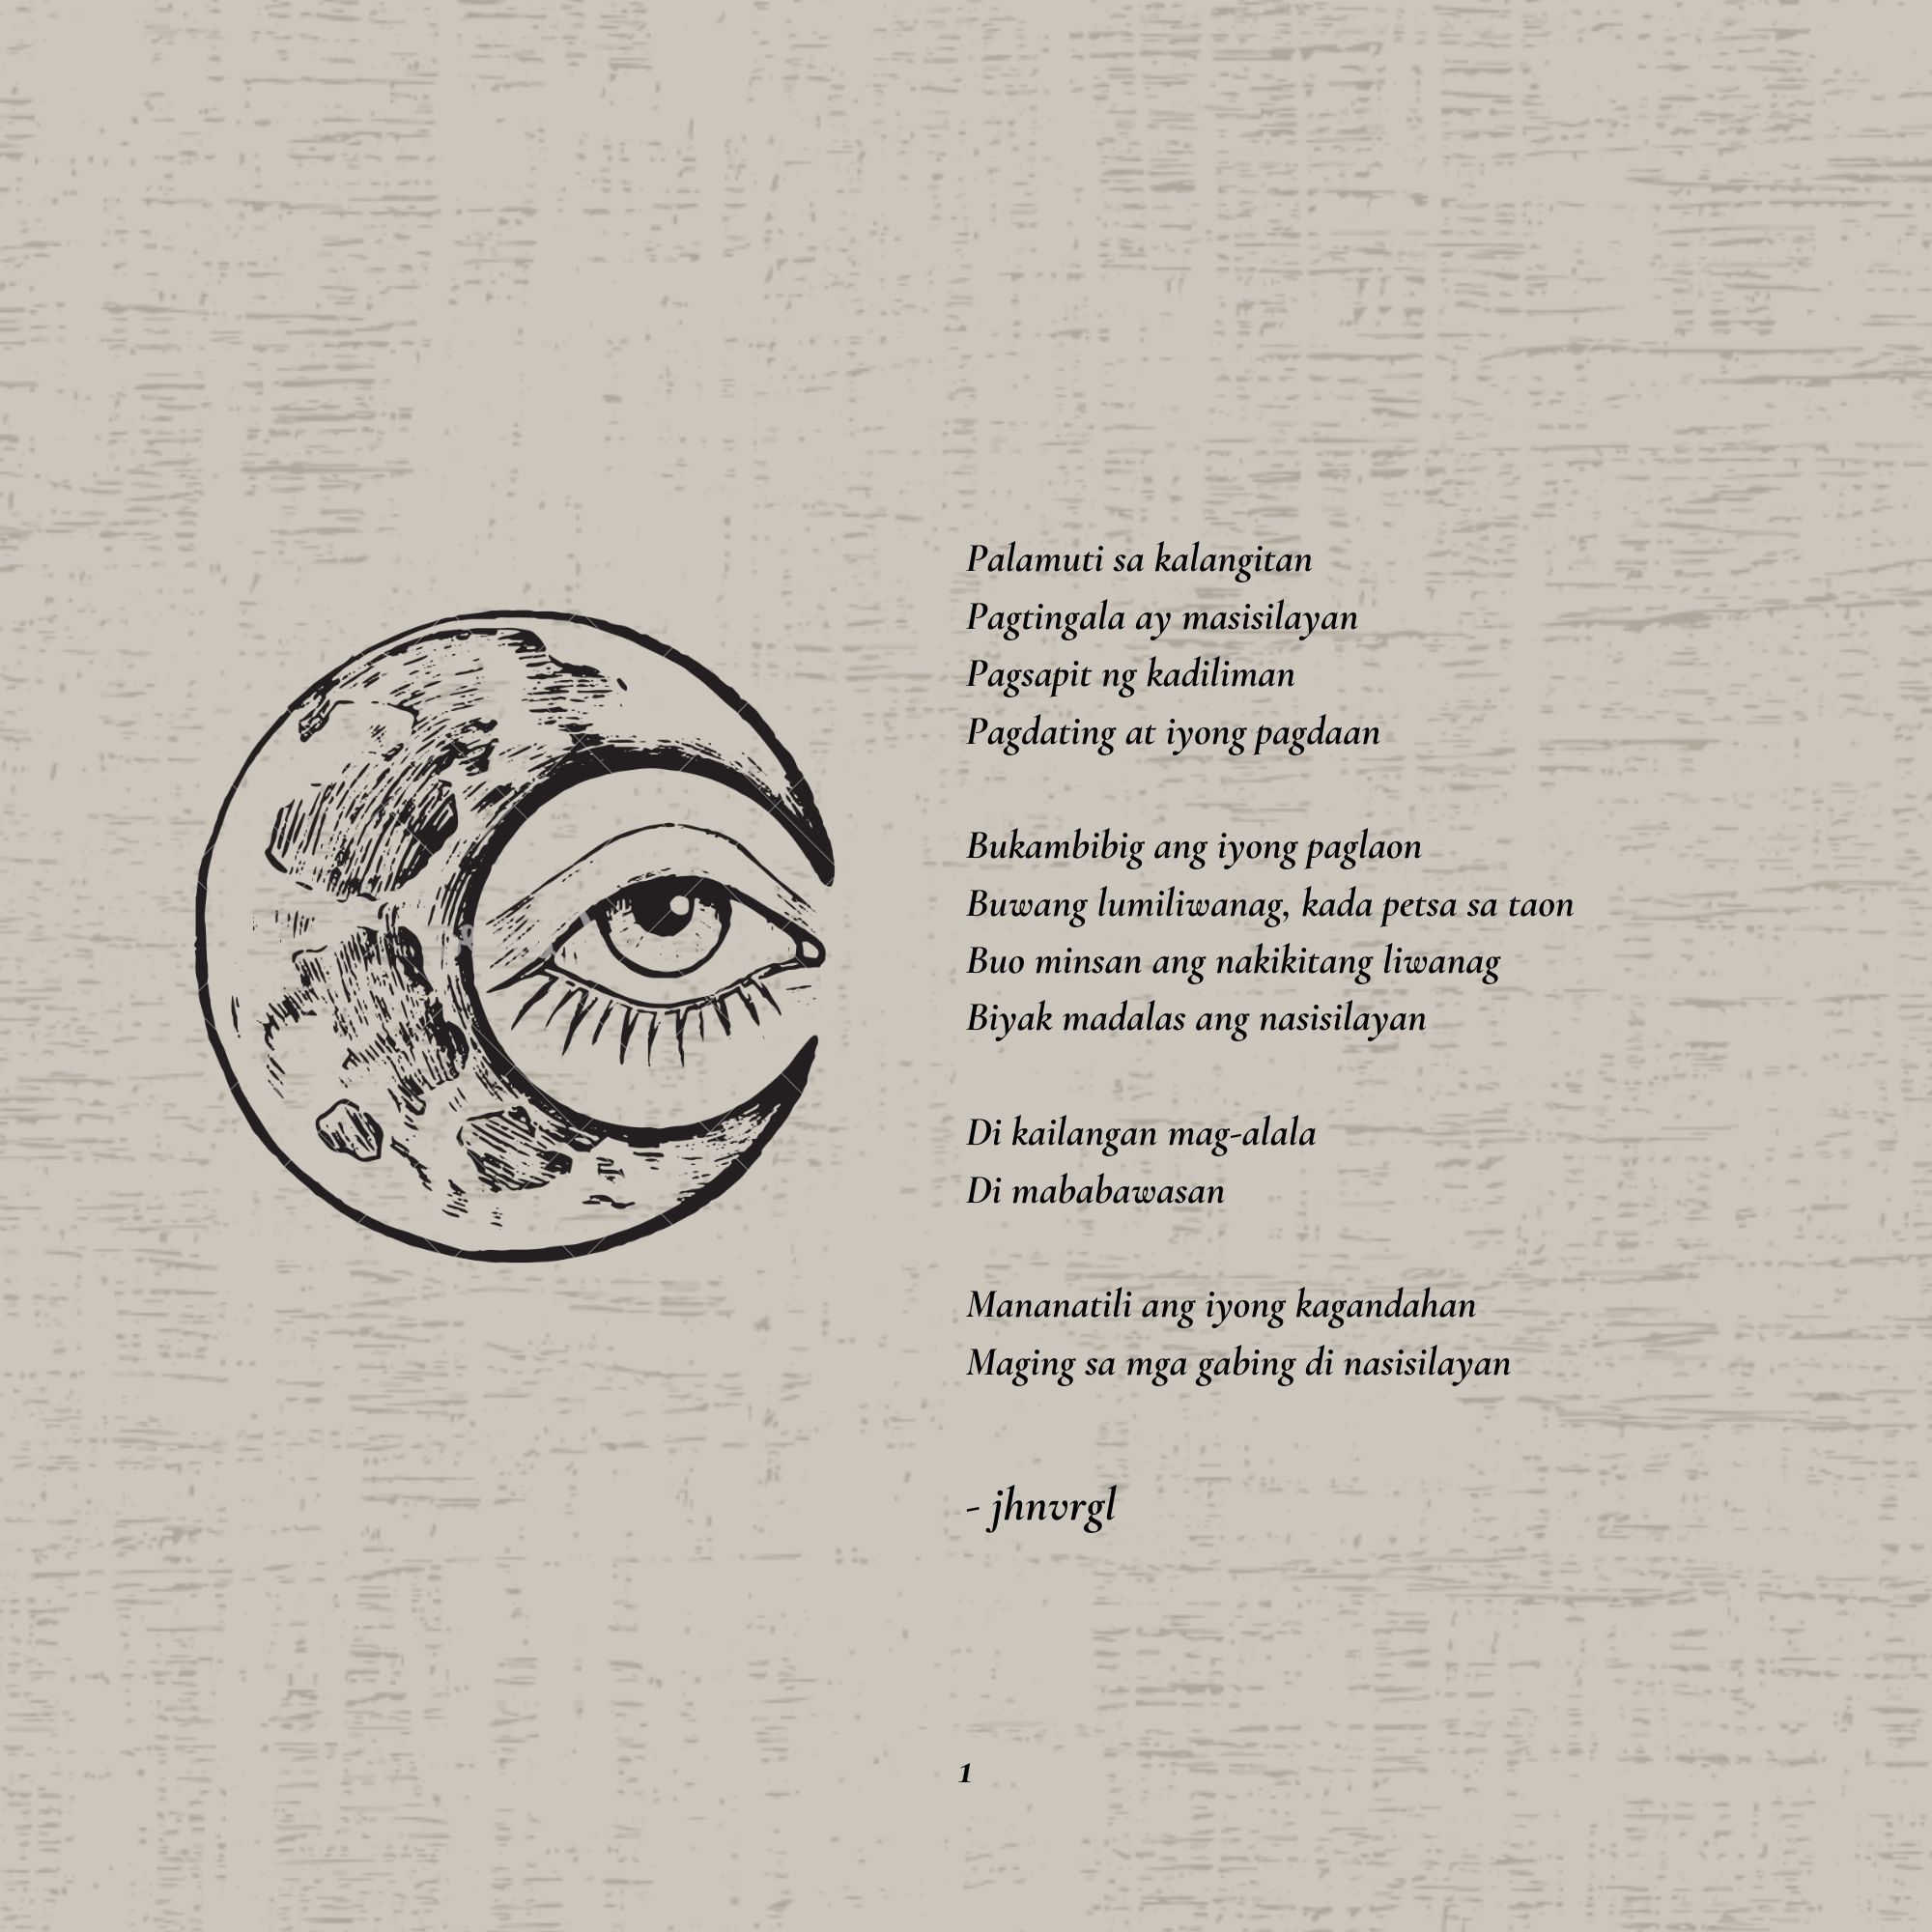 Palamuti sa kalangitan
Pagtingala ay masisilayan
Pagsapit ng kadiliman
Pagdating at iyong pagdaan
Bukambibig ang iyong paglaon
Buwang lumiliwanag, kada petsa sa taon
Buo minsan ang nakikitang liwanag
Biyak madalas ang nasisilayan
Di kailangan mag-alala
Di mababawasan
Mananatili ang iyong kagandahan
Maging sa mga gabing di nasisilayan
- jhnvrgl
1